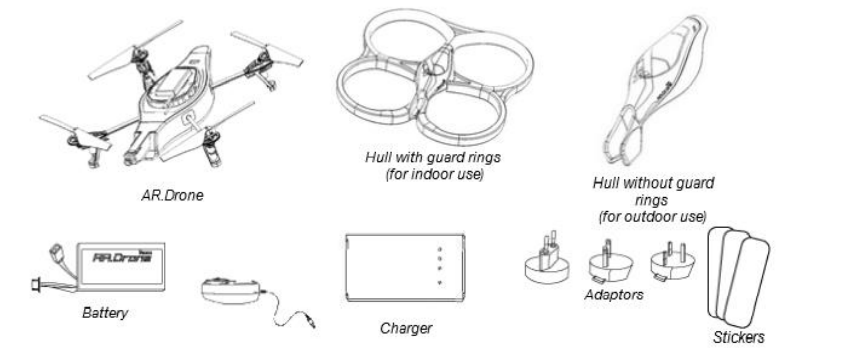 AR.Drone
Hull with guard rings
(for indoor use)
Hull without guard
rings
(for outdoor use)
AR.Drone
Battery
Charger
Adaptors
Stickers